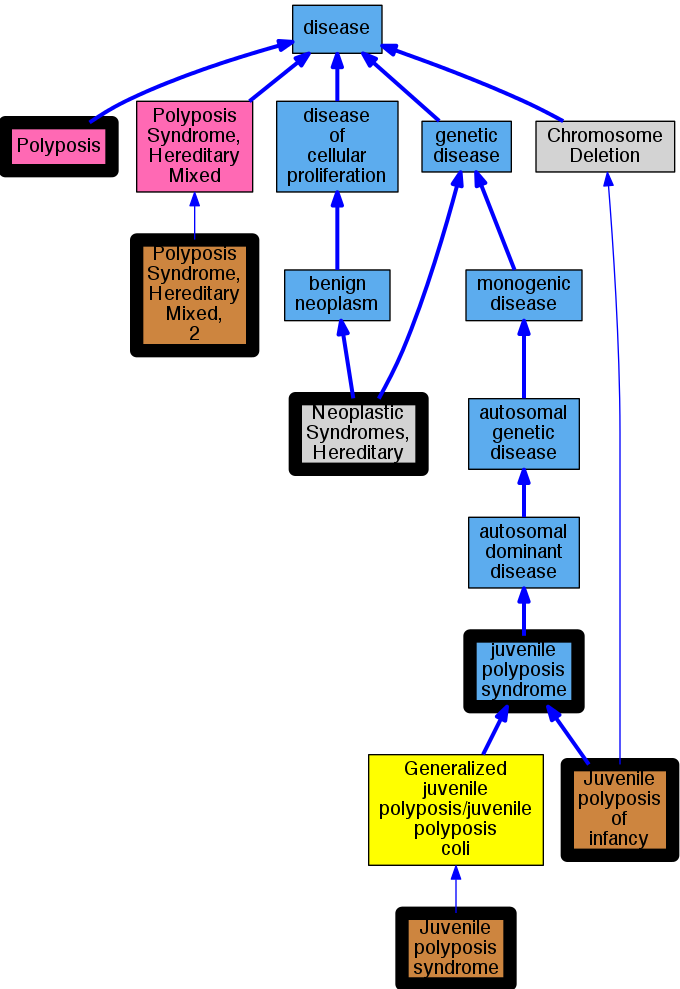 disease
Polyposis
Polyposis
Syndrome,
Hereditary
Mixed
disease
of
cellular
proliferation
genetic
disease
Chromosome
Deletion
Polyposis
Syndrome,
Hereditary
Mixed,
2
benign
neoplasm
monogenic
disease
Neoplastic
Syndromes,
Hereditary
autosomal
genetic
disease
autosomal
dominant
disease
juvenile
polyposis
syndrome
Generalized
juvenile
polyposis/juvenile
polyposis
coli
Juvenile
polyposis
of
infancy
Juvenile
polyposis
syndrome